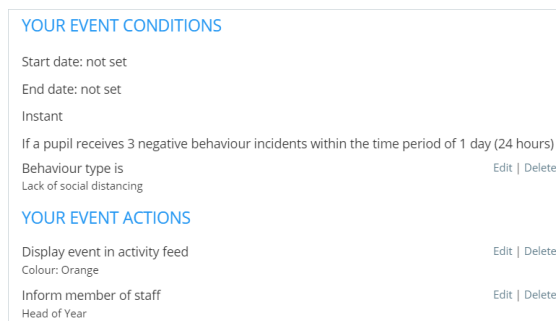 YOUR EVENT CONDITIONS
Start date: not set
End date: not set
Instant
If a pupil receives 3 negative behaviour incidents within the time period of 1 day (24 hours)
Behaviour type is Edit | Delete
Lack of social distancing
YOUR EVENT ACTIONS
Display event in activity feed Edit | Delete
Colour: Orange
Inform member of staff Edit | Delete
Head of Year